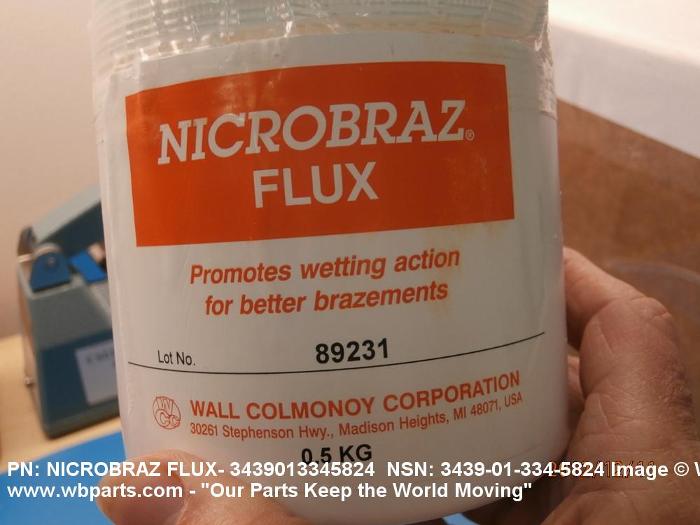 NICROBRAZ®
FLUX
Promotes wetting action
for better brazements
Lot No. 89231
WALL COLMONOY CORPORATION
30261 Stephenson Hwy., Madison Heights, MI 48071, USA
0.5 KG
PN: NICROBRAZ FLUX- 3439013345824 NSN: 3439-01-334-5824 Image © W
www.wbparts.com - "Our Parts Keep the World Moving"